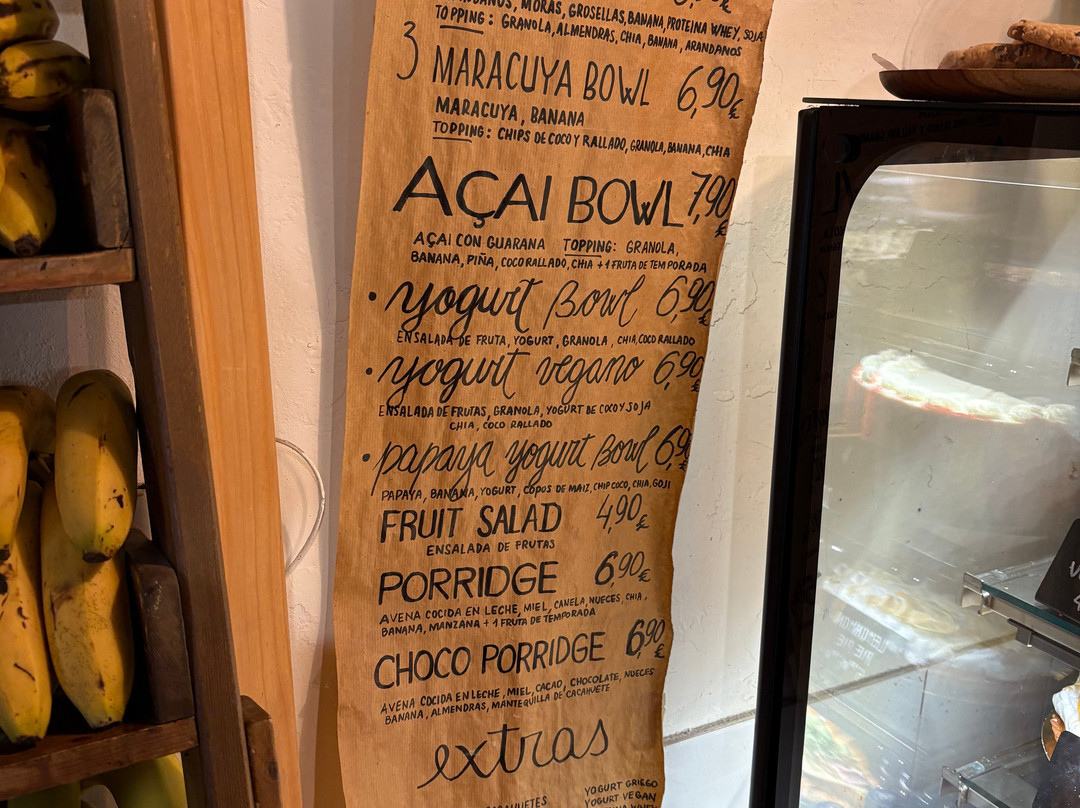 MORAS, GROSELLAS, BANANA, PROTEINA WHEY, SOJA
TOPPING: GRANOLA, ALMENDRAS, CHIA, BANANA, ARANDANOS
3 MARACUYA BOWL 6,90€
MARACUYA, BANANA
TOPPING: CHIPS DE COCO Y RALLADO, GRANOLA, BANANA, CHIA
AÇAI BOWL 7,90€
AÇAI CON GUARANA TOPPING: GRANOLA,
BANANA, PIÑA, COCO RALLADO, CHIA + 1 FRUTA DE TEMPORADA
• yogurt Bowl 6,90€
ENSALADA DE FRUTA, YOGURT, GRANOLA, CHIA, COCO RALLADO
• yogurt vegano 6,90
ENSALADA DE FRUTAS, GRANOLA, YOGURT DE COCO Y SOJA
CHIA, COCO RALLADO
• papaya yogurt Bowl 6,90
PAPAYA, BANANA, YOGURT, COPOS DE MAIZ, CHIP COCO, CHIA, GOJI
FRUIT SALAD 4,90€
ENSALADA DE FRUTAS
PORRIDGE 6,90€
AVENA COCIDA EN LECHE, MIEL, CANELA, NUECES, CHIA,
BANANA, MANZANA + 1 FRUTA DE TEMPORADA
CHOCO PORRIDGE 6,90€
AVENA COCIDA EN LECHE, MIEL, CACAO, CHOCOLATE, NUECES
BANANA, ALMENDRAS, MANTEQUILLA DE CACAHUETE
extras
YOGURT GRIEGO
YOGURT VEGAN